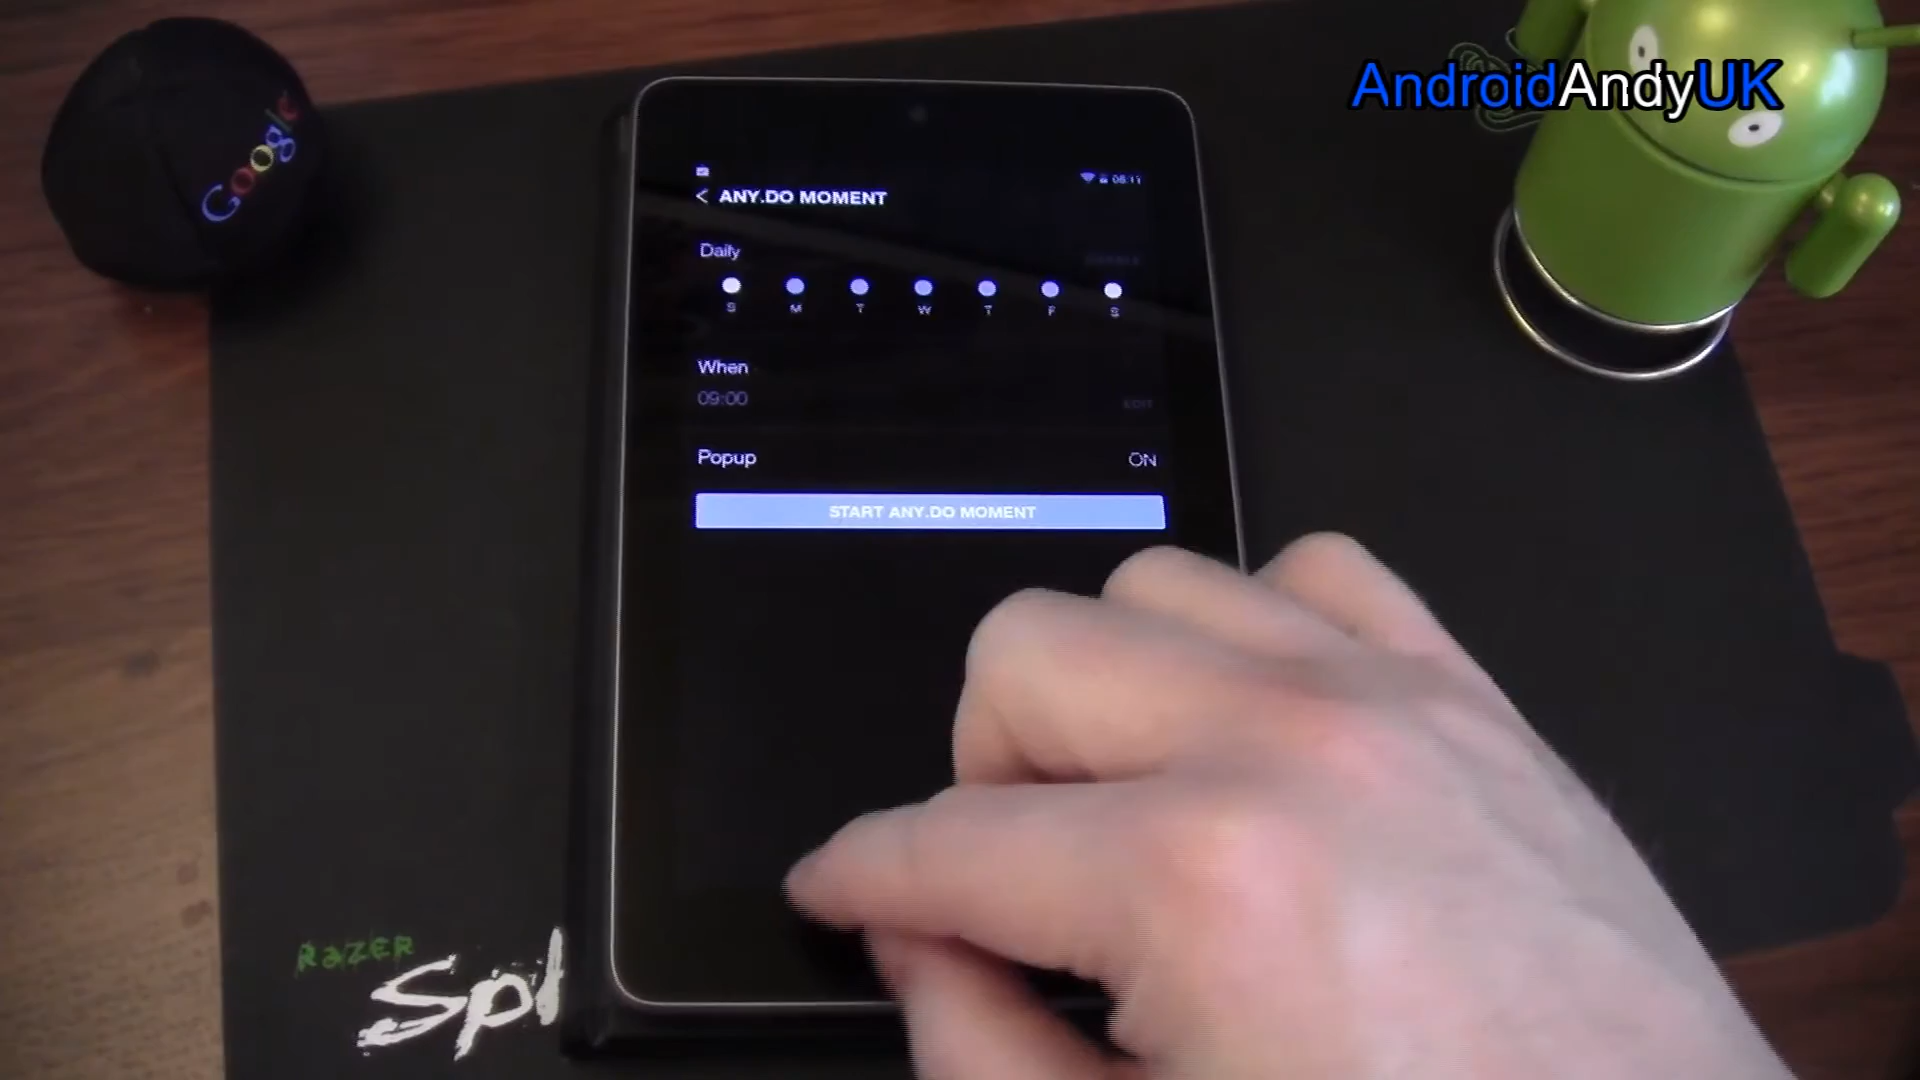 AndroidAndyUK
Google
08:11
< ANY.DO MOMENT
Daily
S M T W T F S
When
09:00
EDIT
Popup
ON
START ANY.DO MOMENT
RAZER
Spl